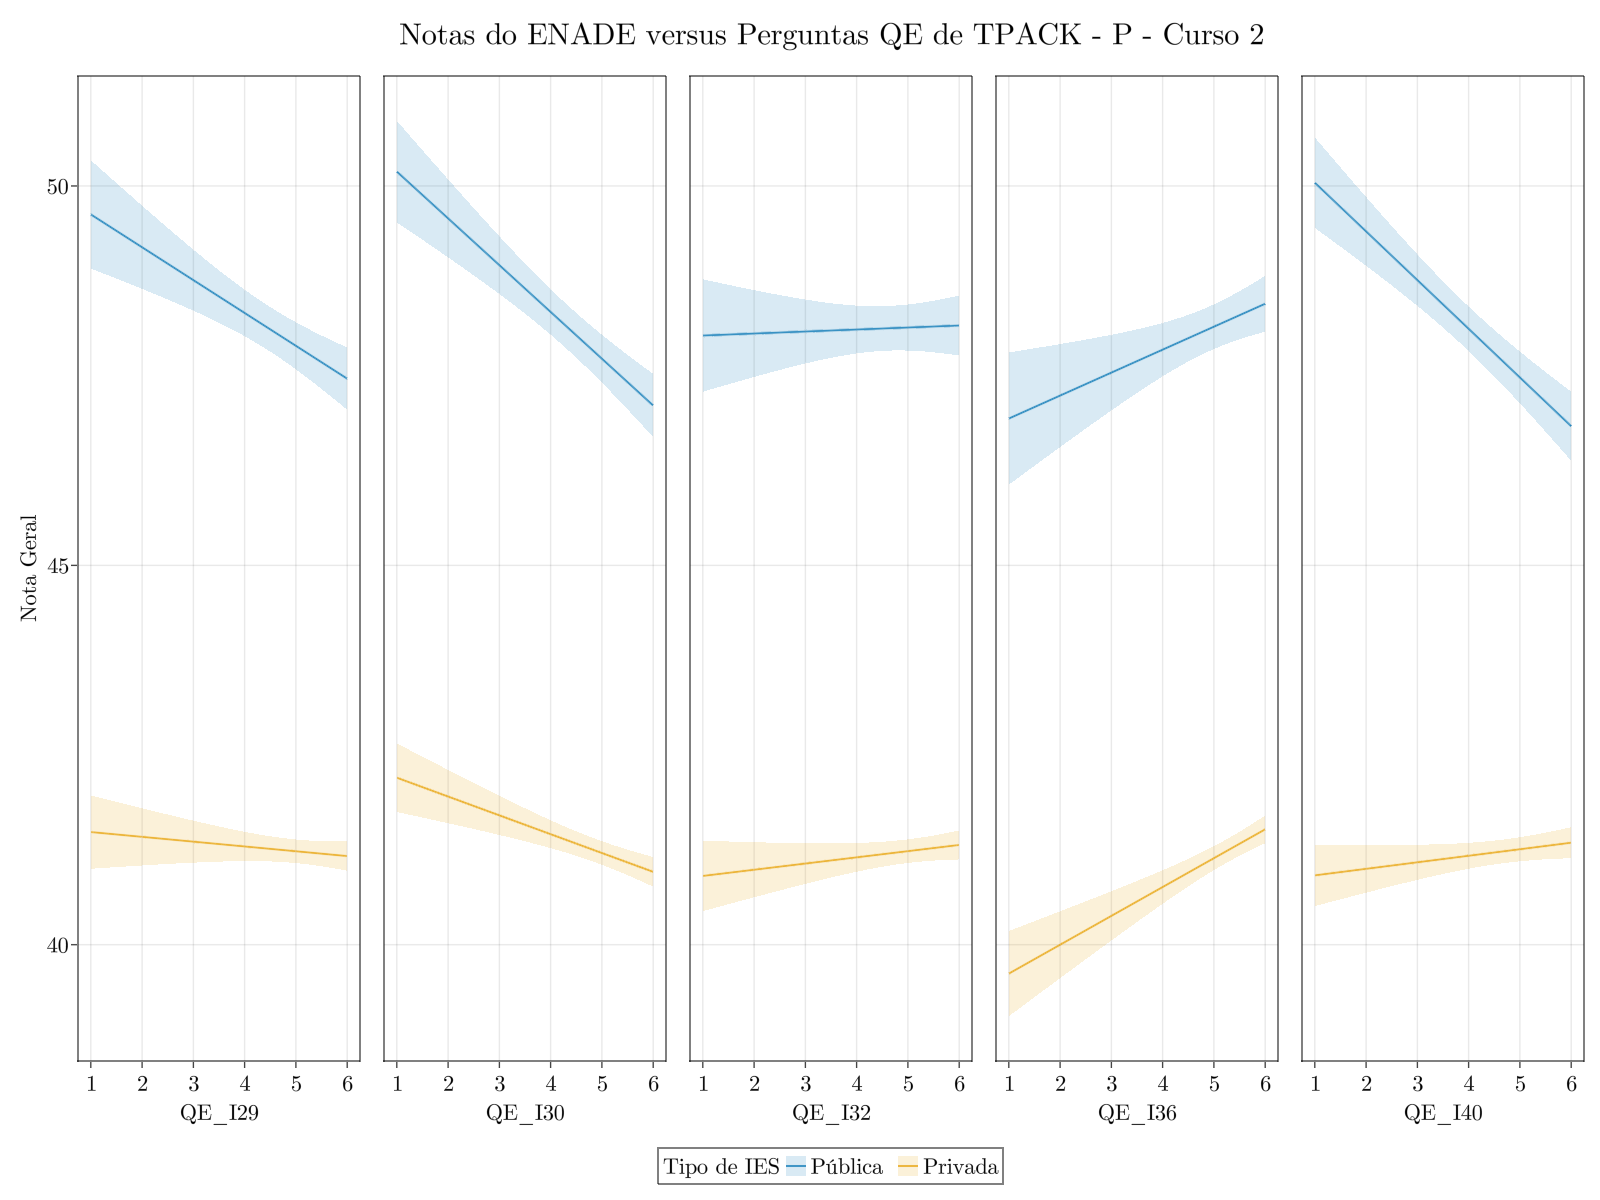 Notas do ENADE versus Perguntas QE de TPACK - P - Curso 2
Nota Geral
50
45
40
1 2 3 4 5 6
QE_I29
1 2 3 4 5 6
QE_I30
1 2 3 4 5 6
QE_I32
1 2 3 4 5 6
QE_I36
1 2 3 4 5 6
QE_I40
Tipo de IES Pública Privada